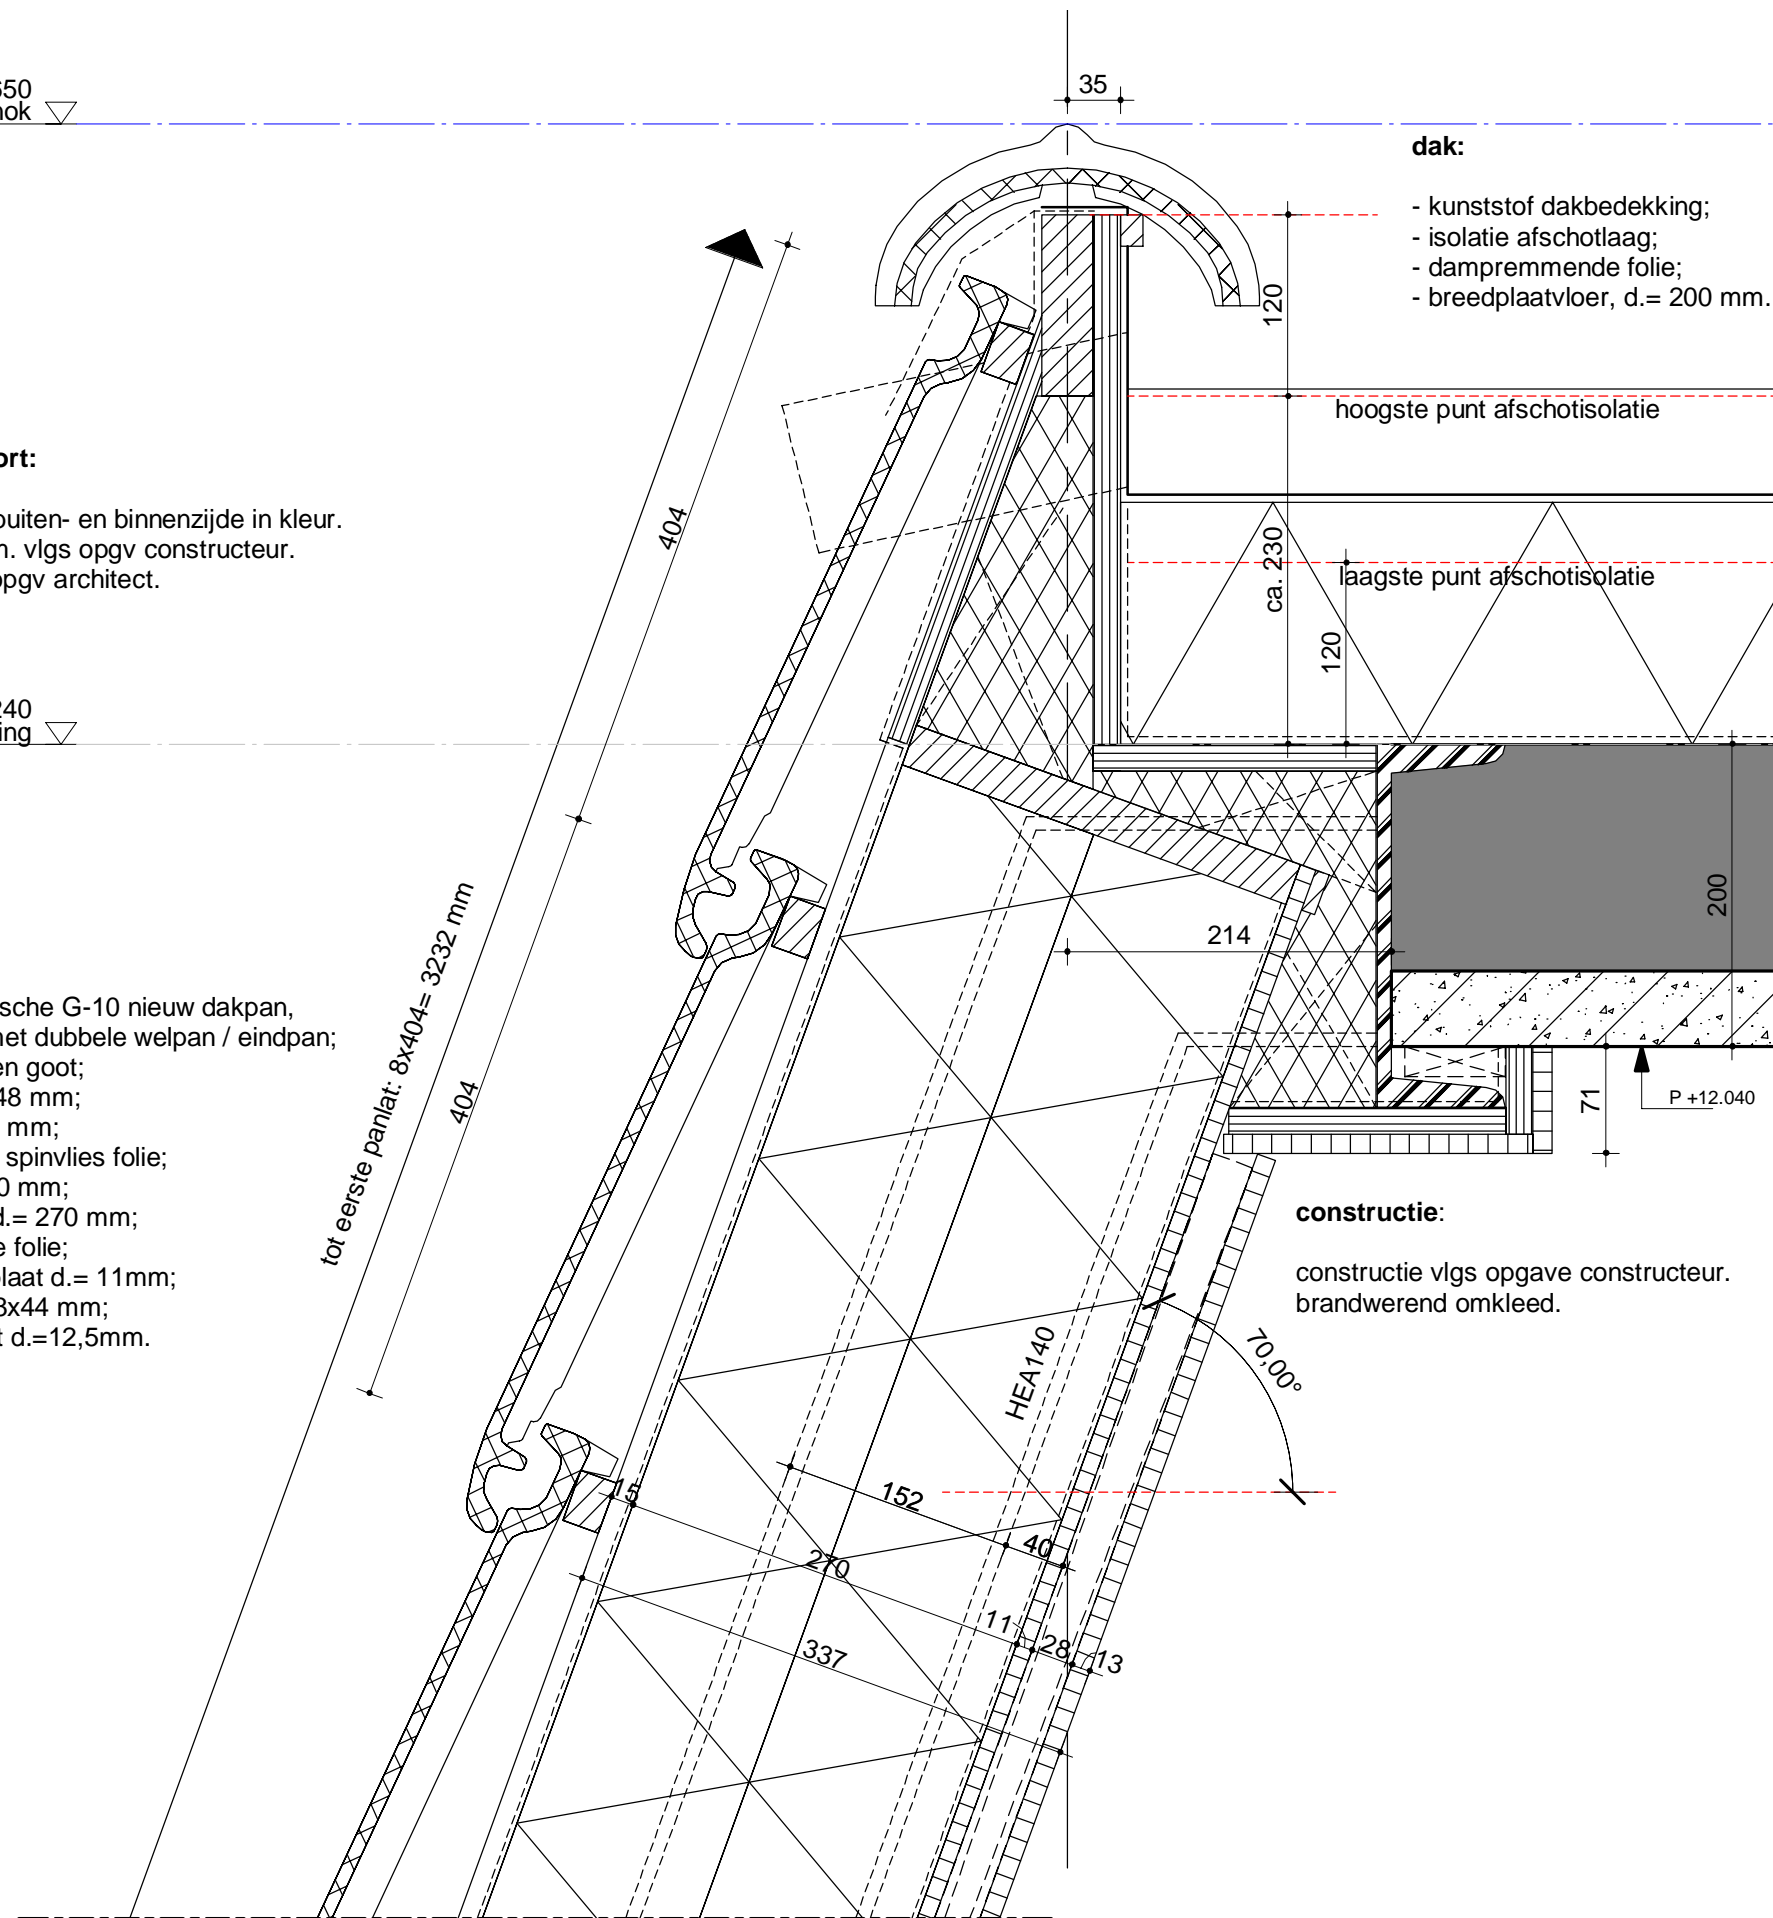 650
nok
35
dak:
- kunststof dakbedekking;
- isolatie afschotlaag;
- dampremmende folie;
- breedplaatvloer, d.= 200 mm.
120
hoogste punt afschotisolatie
ort:
buiten- en binnenzijde in kleur.
n. vlgs opgv constructeur.
opgv architect.
404
ca. 230
laagste punt afschotisolatie
120
240
ing
200
214
tot eerste panlat: 8x404= 3232 mm
404
sche G-10 nieuw dakpan,
net dubbele welpan / eindpan;
en goot;
48 mm;
mm;
spinvlies folie;
0 mm;
d.= 270 mm;
e folie;
plaat d.= 11mm;
8x44 mm;
t d.=12,5mm.
71
P +12.040
constructie:
constructie vlgs opgave constructeur.
brandwerend omkleed.
HEA140
70,00°
15
152
40
270
11
28
13
337